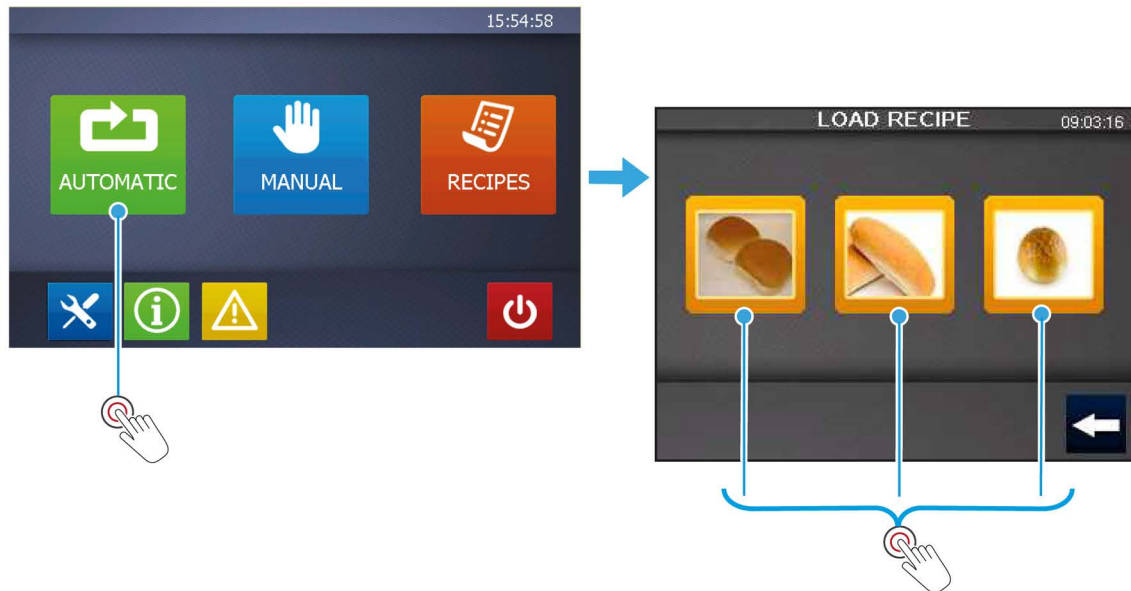 15:54:58
AUTOMATIC
MANUAL
RECIPES
LOAD RECIPE
09:03:16